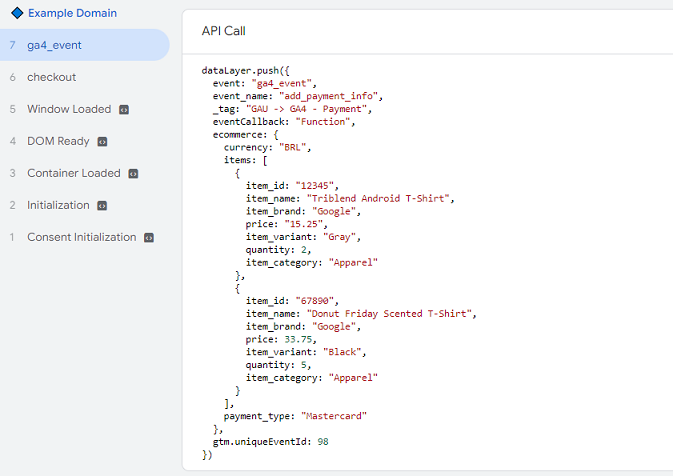 Example Domain
7 ga4_event
6 checkout
5 Window Loaded
4 DOM Ready
3 Container Loaded
2 Initialization
1 Consent Initialization
API Call
dataLayer.push({
  event: "ga4_event",
  event_name: "add_payment_info",
  _tag: "GAU -> GA4 - Payment",
  eventCallback: "Function",
  ecommerce: {
    currency: "BRL",
    items: [
      {
        item_id: "12345",
        item_name: "Triblend Android T-Shirt",
        item_brand: "Google",
        price: "15.25",
        item_variant: "Gray",
        quantity: 2,
        item_category: "Apparel"
      },
      {
        item_id: "67890",
        item_name: "Donut Friday Scented T-Shirt",
        item_brand: "Google",
        price: 33.75,
        item_variant: "Black",
        quantity: 5,
        item_category: "Apparel"
      }
    ],
    payment_type: "Mastercard"
  },
  gtm.uniqueEventId: 98
})